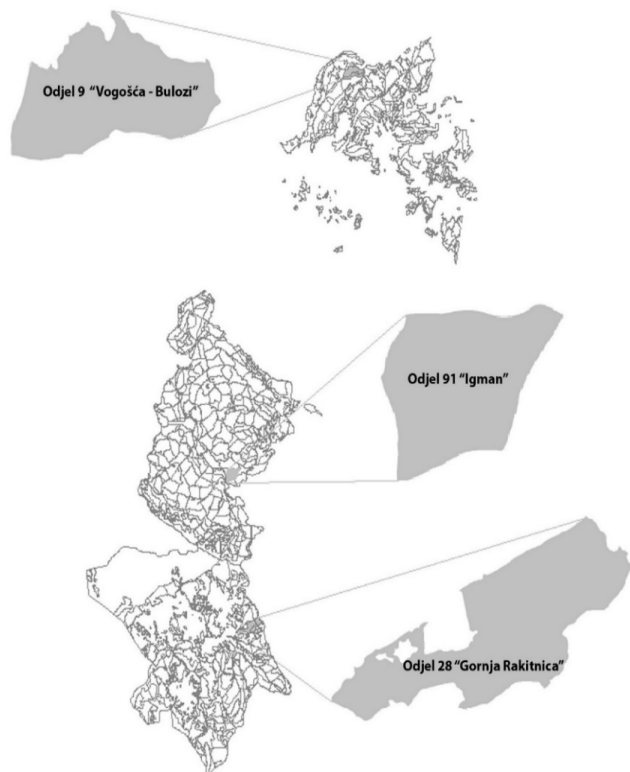 Odjel 9 “Vogošća - Bulozi”
Odjel 91 “Igman”
Odjel 28 “Gornja Rakitnica”